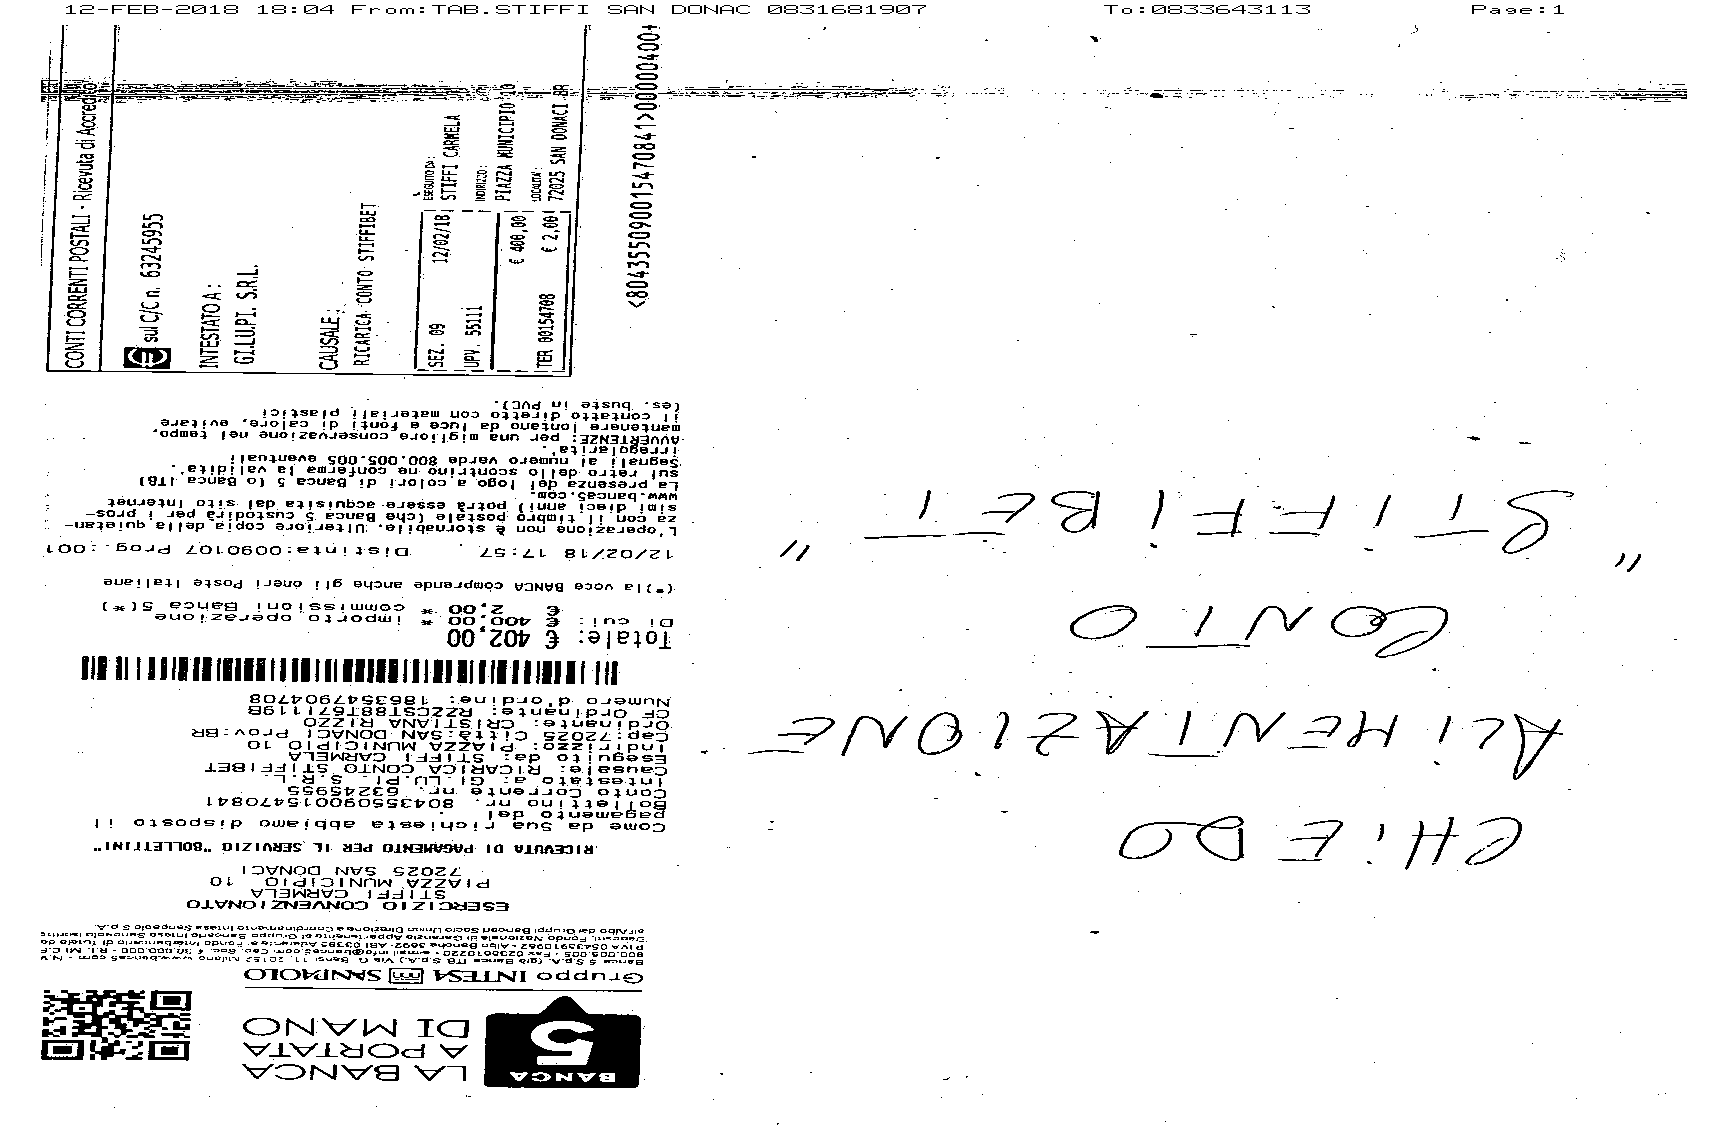 12-FEB-2018 18:04 From:TAB.STIFFI SAN DONAC 0831681907 To:0833643113 Page:1
LA BANCA
A PORTATA
DI MANO
BANCA
5
Gruppo INTESA SANPAOLO
ESERCIZIO CONVENZIONATO
STIFFI CARMELA
PIAZZA MUNICIPIO 10
72025 SAN DONACI
RICEVUTA DI PAGAMENTO PER IL SERVIZIO "BOLLETTINI"
Come da Sua richiesta abbiamo disposto il
pagamento del
Bollettino nr. 804355090015470841
Conto Corrente nr. 63245955
Intestato a: GI.LU.PI. S.R.L.
Causale: RICARICA CONTO STIFFIBET
Eseguito da: STIFFI CARMELA
Indirizzo: PIAZZA MUNICIPIO 10
Cap:72025 città:SAN DONACI Prov:BR
Ordinante: CRISTIANA RIZZO
CF Ordinante: RZZCST88T67I119B
Numero d'ordine: 1863547904708
Totale: € 402,00
Di cui: € 400,00 * importo operazione
€ 2,00 * commissioni Banca 5(*)
(*)la voce BANCA comprende anche gli oneri Poste Italiane
12/02/18 17:57 Distinta:0090107 Prog.:001
L'operazione non è stornabile. Ulteriore copia della quietan-
za con il timbro postale (che Banca 5 custodirà per i pros-
simi dieci anni) potrà essere acquisita dal sito internet
www.banca5.com.
La presenza del logo a colori di Banca 5 (o Banca ITB)
sul retro dello scontrino ne conferma la validità.
Segnali al numero verde 800.005.005 eventuali
irregolarità.
AVVERTENZE: per una migliore conservazione nel tempo,
mantenere lontano da luce e fonti di calore, evitare
il contatto diretto con materiali plastici
(es. buste in PVC).
CONTI CORRENTI POSTALI - Ricevuta di Accredito
sul C/C n. 63245955
INTESTATO A:
GI.LU.PI. S.R.L.
CAUSALE:
RICARICA CONTO STIFFIBET
SEZ. 09 12/02/18
UPV. 55111
€ 400,00
TER 00154708 € 2,00
ESEGUITO DA:
STIFFI CARMELA
INDIRIZZO:
PIAZZA MUNICIPIO 10
LOCALITA':
72025 SAN DONACI BR
<804355090015470841>00000400+
CHIEDO
ALIMENTAZIONE
CONTO
" STIFFIBET "